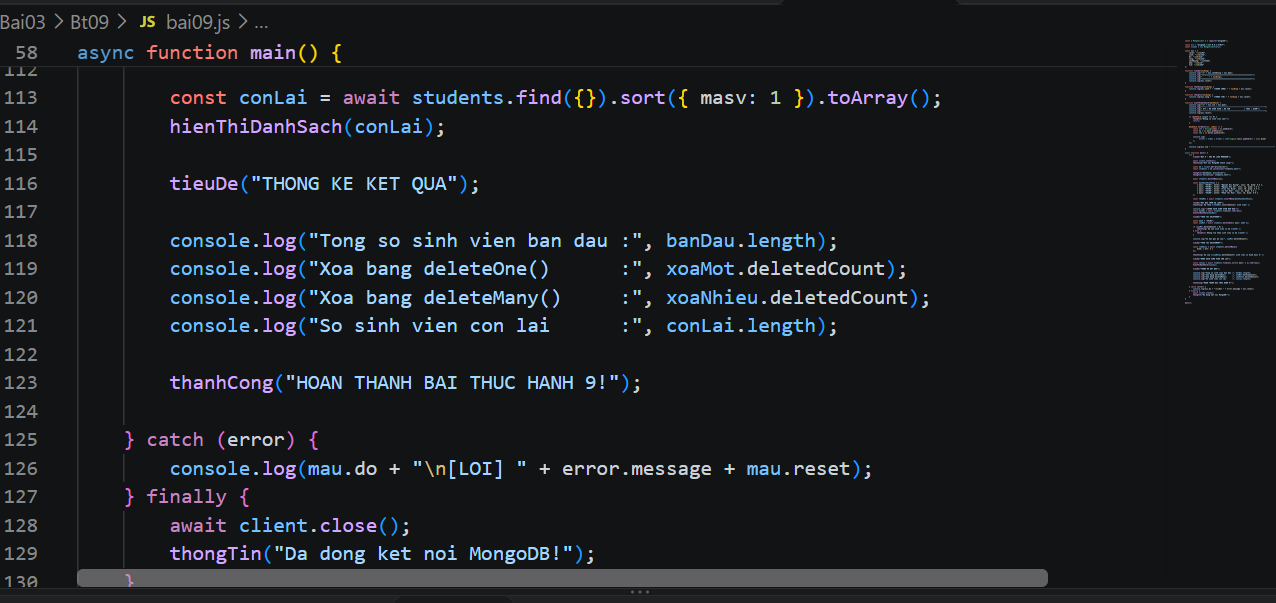 Bai03 > Bt09 > JS bai09.js > ...
58 async function main() {
112
113 const conLai = await students.find({}).sort({ masv: 1 }).toArray();
114 hienThiDanhSach(conLai);
115
116 tieuDe("THONG KE KET QUA");
117
118 console.log("Tong so sinh vien ban dau :", banDau.length);
119 console.log("Xoa bang deleteOne()      :", xoaMot.deletedCount);
120 console.log("Xoa bang deleteMany()     :", xoaNhieu.deletedCount);
121 console.log("So sinh vien con lai      :", conLai.length);
122
123 thanhCong("HOAN THANH BAI THUC HANH 9!");
124
125 } catch (error) {
126 console.log(mau.do + "\n[LOI] " + error.message + mau.reset);
127 } finally {
128 await client.close();
129 thongTin("Da dong ket noi MongoDB!");
130 }